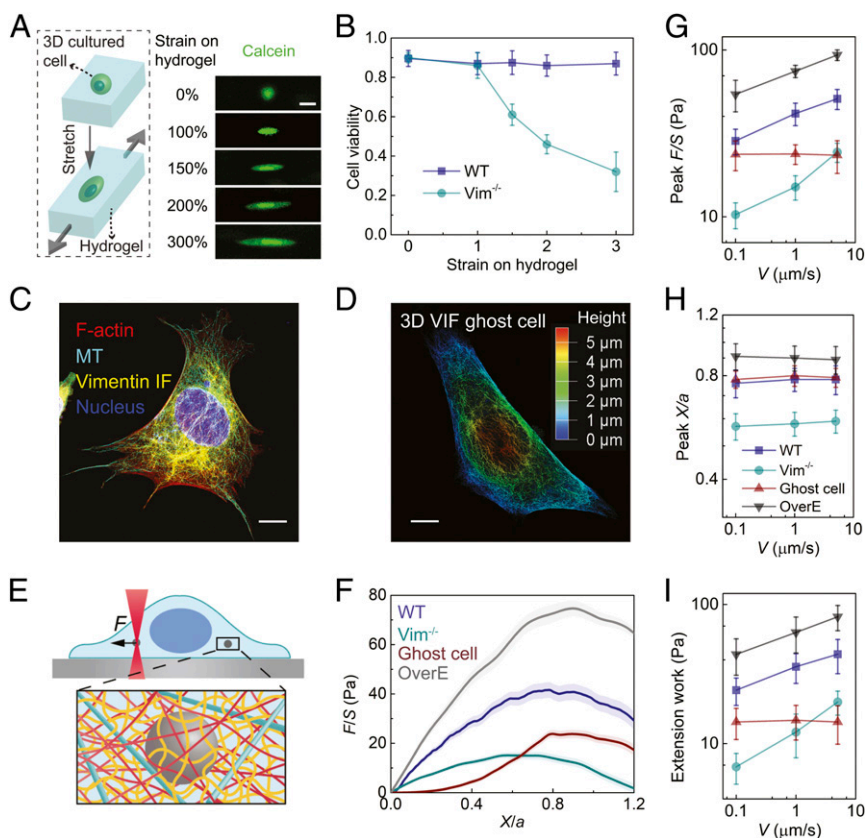 A
3D cultured
cell
Stretch
Hydrogel
Strain on
hydrogel
Calcein
0%
100%
150%
200%
300%
B
Cell viability
1.0
0.8
0.6
0.4
0.2
0.0
WT
Vim-/-
0
1
2
3
Strain on hydrogel
C
F-actin
MT
Vimentin IF
Nucleus
D
3D VIF ghost cell
Height
5 µm
4 µm
3 µm
2 µm
1 µm
0 µm
E
F
F
F/S (Pa)
80
60
40
20
0
WT
Vim-/-
Ghost cell
OverE
0.0
0.4
0.8
1.2
X/a
G
Peak F/S (Pa)
100
10
0.1
1
10
V (µm/s)
H
Peak X/a
1.2
0.8
0.4
WT
Vim-/-
Ghost cell
OverE
0.1
1
10
V (µm/s)
I
Extension work (Pa)
100
10
0.1
1
10
V (µm/s)